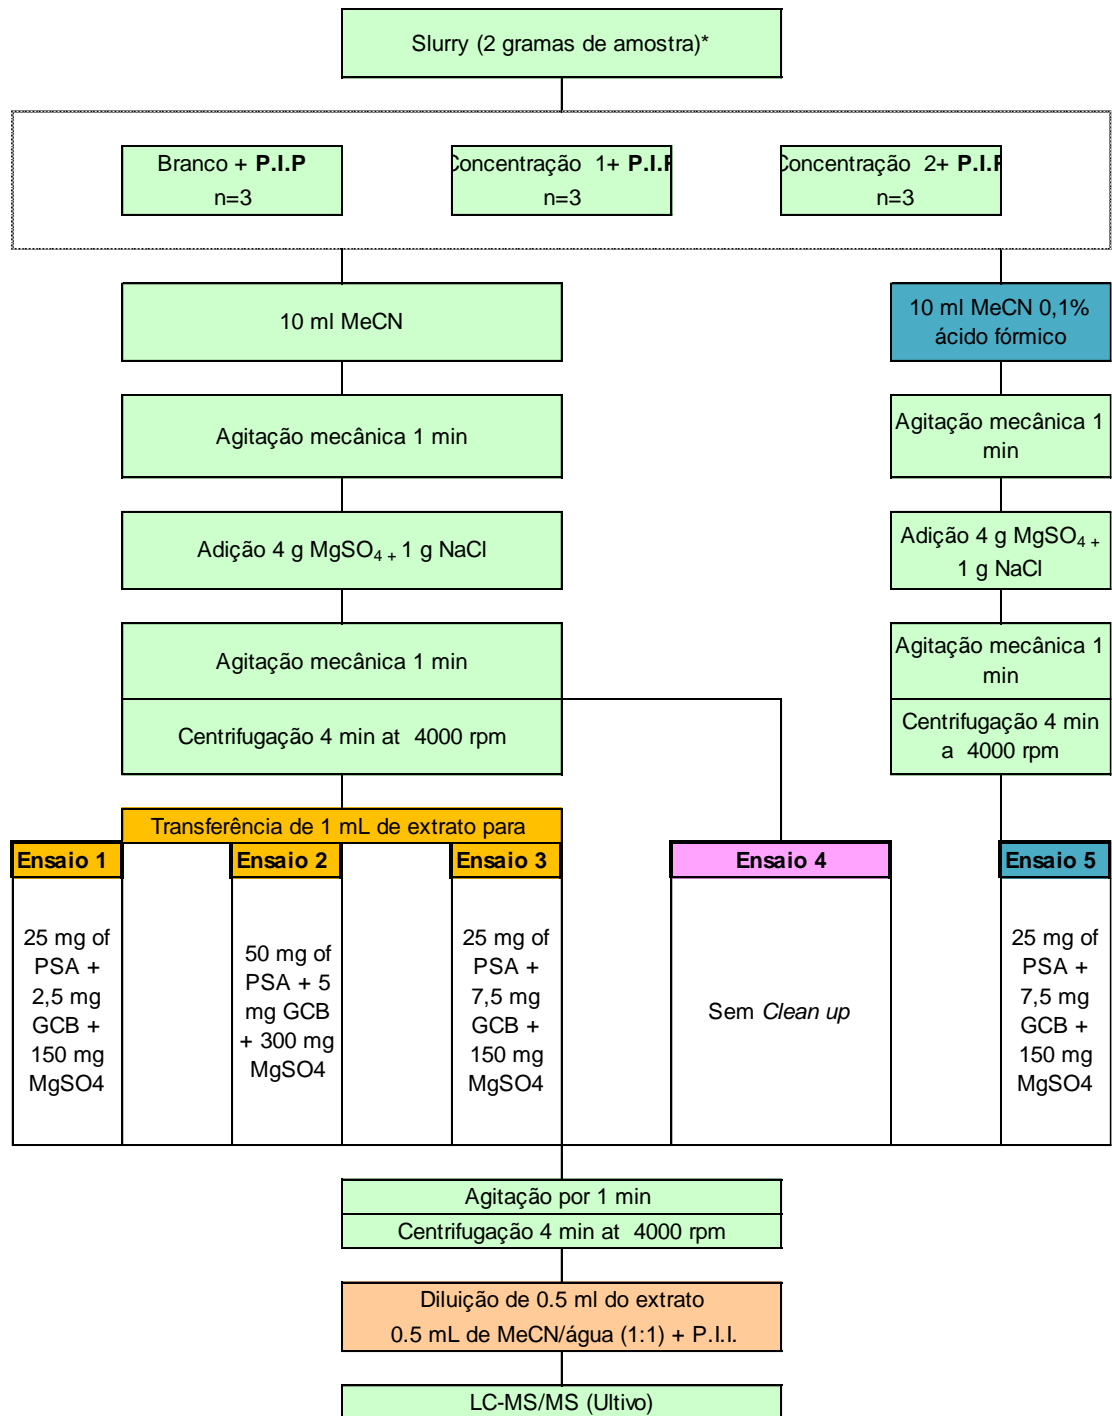 Slurry (2 gramas de amostra)*
Branco + P.I.P
n=3
Concentração 1+ P.I.P
n=3
Concentração 2+ P.I.P
n=3
10 ml MeCN
10 ml MeCN 0,1%
ácido fórmico
Agitação mecânica 1 min
Agitação mecânica 1
min
Adição 4 g MgSO₄ ₊ 1 g NaCl
Adição 4 g MgSO₄ ₊
1 g NaCl
Agitação mecânica 1 min
Agitação mecânica 1
min
Centrifugação 4 min at 4000 rpm
Centrifugação 4 min
a 4000 rpm
Transferência de 1 mL de extrato para
Ensaio 1
Ensaio 2
Ensaio 3
Ensaio 4
Ensaio 5
25 mg of
PSA +
2,5 mg
GCB +
150 mg
MgSO4
50 mg of
PSA + 5
mg GCB
+ 300 mg
MgSO4
25 mg of
PSA +
7,5 mg
GCB +
150 mg
MgSO4
Sem Clean up
25 mg of
PSA +
7,5 mg
GCB +
150 mg
MgSO4
Agitação por 1 min
Centrifugação 4 min at 4000 rpm
Diluição de 0.5 ml do extrato
0.5 mL de MeCN/água (1:1) + P.I.I.
LC-MS/MS (Ultivo)